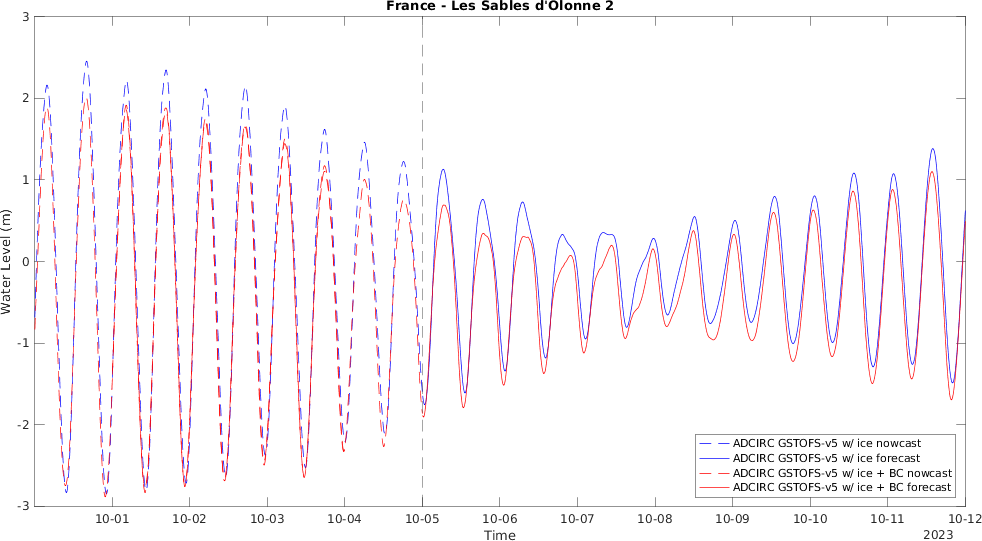 France - Les Sables d'Olonne 2
3
2
1
0
-1
-2
-3
Water Level (m)
ADCIRC GSTOFS-v5 w/ ice nowcast
ADCIRC GSTOFS-v5 w/ ice forecast
ADCIRC GSTOFS-v5 w/ ice + BC nowcast
ADCIRC GSTOFS-v5 w/ ice + BC forecast
10-01 10-02 10-03 10-04 10-05 10-06 10-07 10-08 10-09 10-10 10-11 10-12
Time
2023